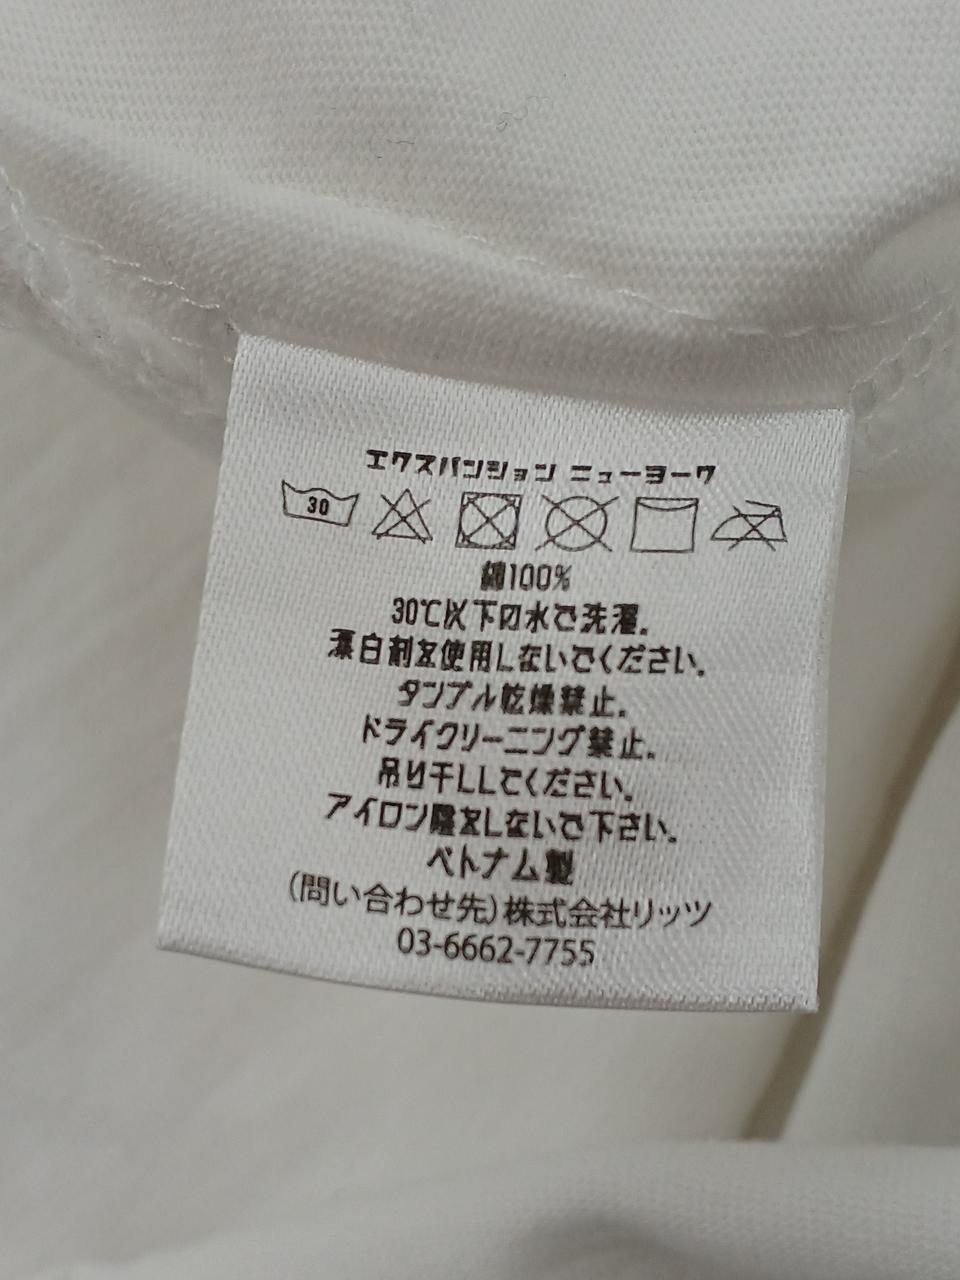 エクスパンション ニューヨーク
30
綿100%
30℃以下の水で洗濯。
漂白剤を使用しないでください。
タンブル乾燥禁止。
ドライクリーニング禁止。
吊り干ししてください。
アイロン掛をしないで下さい。
ベトナム製
(問い合わせ先)株式会社リッツ
03-6662-7755